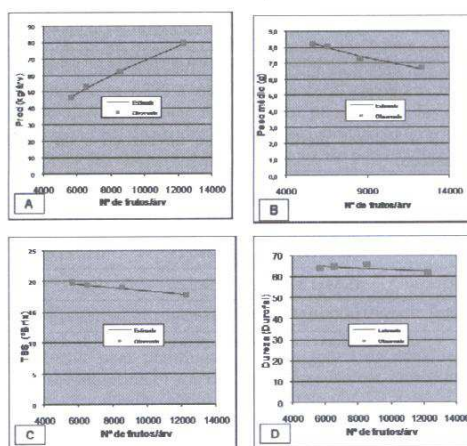 Prod (kg/árv)
90
80
70
60
50
40
30
20
10
0
4000 6000 8000 10000 12000 14000
Nº de frutos/árv
Estimado
Observado
A
Peso médio (g)
9,0
8,0
7,0
6,0
5,0
4,0
3,0
2,0
1,0
0,0
4000 9000 14000
Nº de frutos/árv
Estimado
Observado
B
TSS (ºBrix)
25
20
15
10
5
0
4000 6000 8000 10000 12000 14000
Nº de frutos/árv
Estimado
Observado
C
Dureza (Durofel)
70
60
50
40
30
20
10
0
4000 6000 8000 10000 12000 14000
Nº de frutos/árv
Estimado
Observado
D